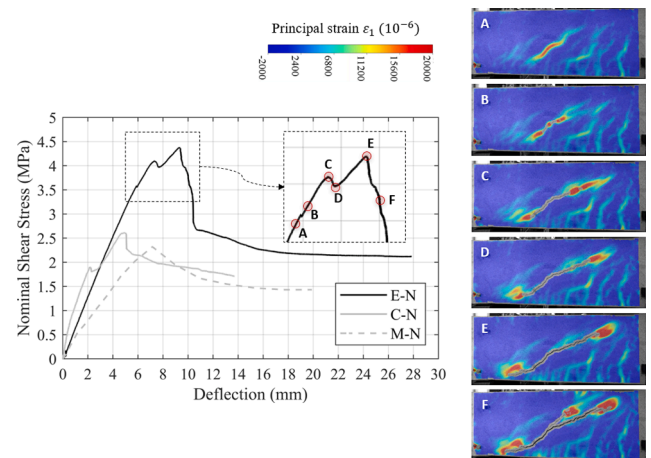 Principal strain ε₁ (10⁻⁶)
-2000
2400
6800
11200
15600
20000
A
B
C
D
E
F
Nominal Shear Stress (MPa)
5
4.5
4
3.5
3
2.5
2
1.5
1
0.5
0
0 2 4 6 8 10 12 14 16 18 20 22 24 26 28 30
Deflection (mm)
A
B
C
D
E
F
E-N
C-N
M-N